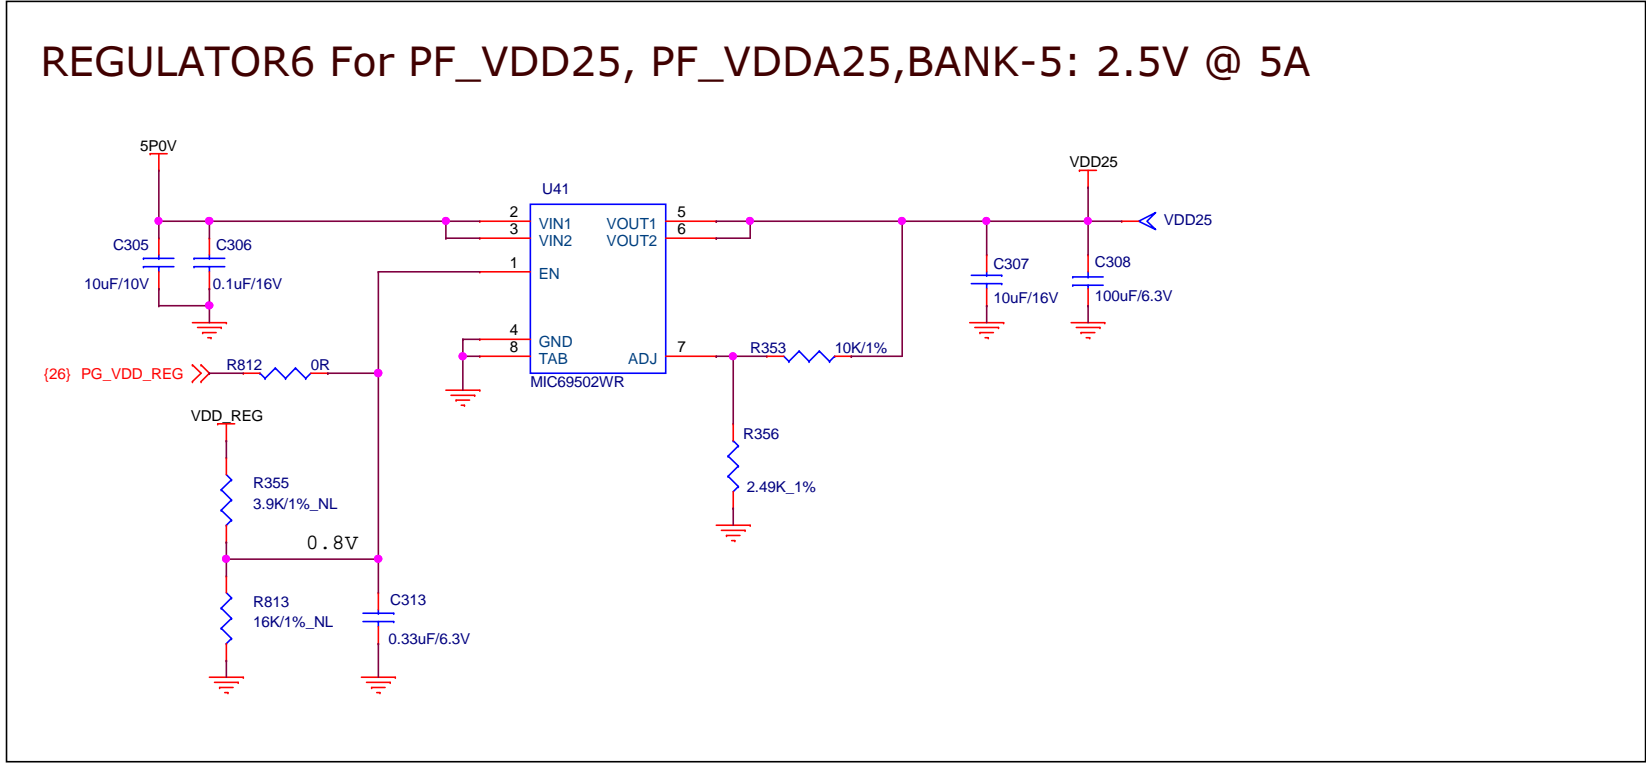 REGULATOR6 For PF_VDD25, PF_VDDA25,BANK-5: 2.5V @ 5A
5P0V
VDD25
U41
2 VIN1 VOUT1 5
3 VIN2 VOUT2 6
VDD25
C305 C306
10uF/10V 0.1uF/16V
1 EN
C307 C308
10uF/16V 100uF/6.3V
4 GND
8 TAB ADJ 7
MIC69502WR
R353 10K/1%
{26} PG_VDD_REG R812 0R
VDD_REG
R356
2.49K_1%
R355
3.9K/1%_NL
0.8V
R813
16K/1%_NL
C313
0.33uF/6.3V